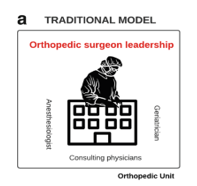 a TRADITIONAL MODEL
Orthopedic surgeon leadership
Anesthesiologist
Geriatrician
Consulting physicians
Orthopedic Unit